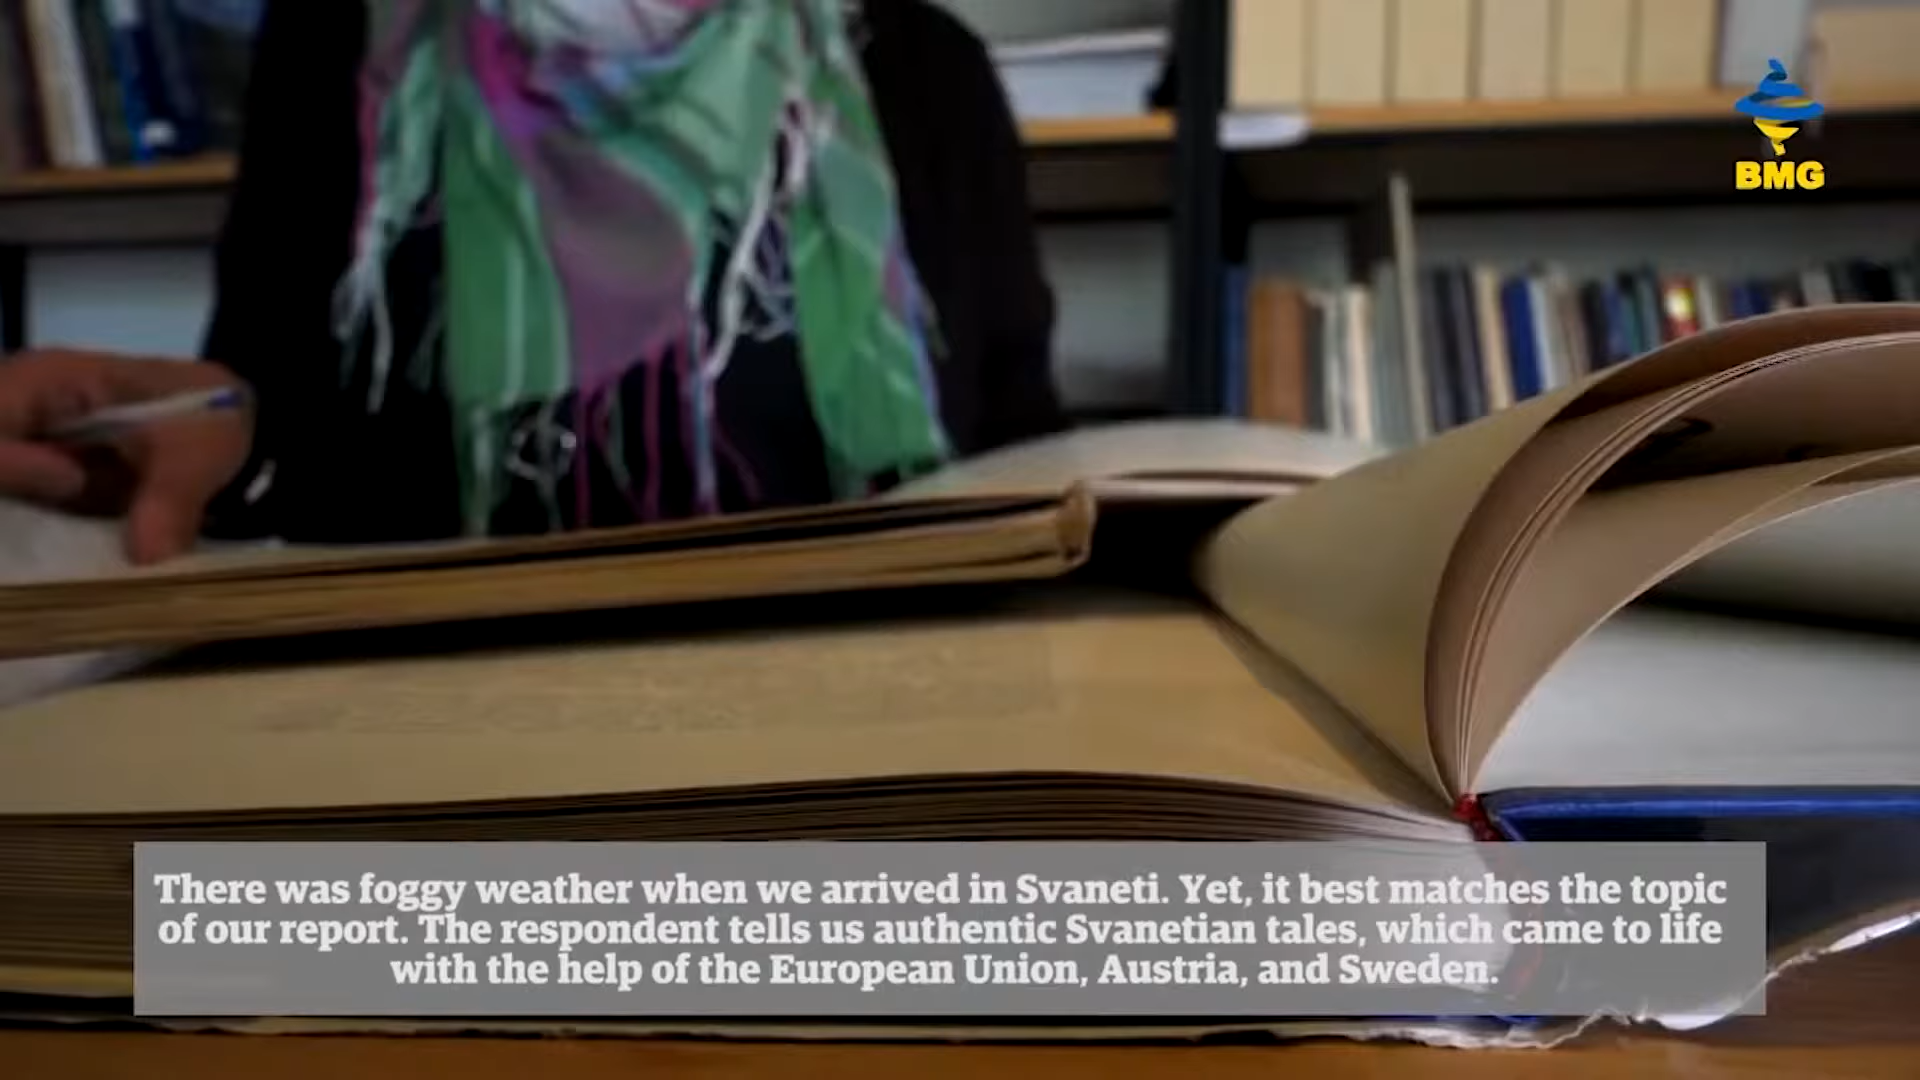 BMG
There was foggy weather when we arrived in Svaneti. Yet, it best matches the topic
of our report. The respondent tells us authentic Svanetian tales, which came to life
with the help of the European Union, Austria, and Sweden.